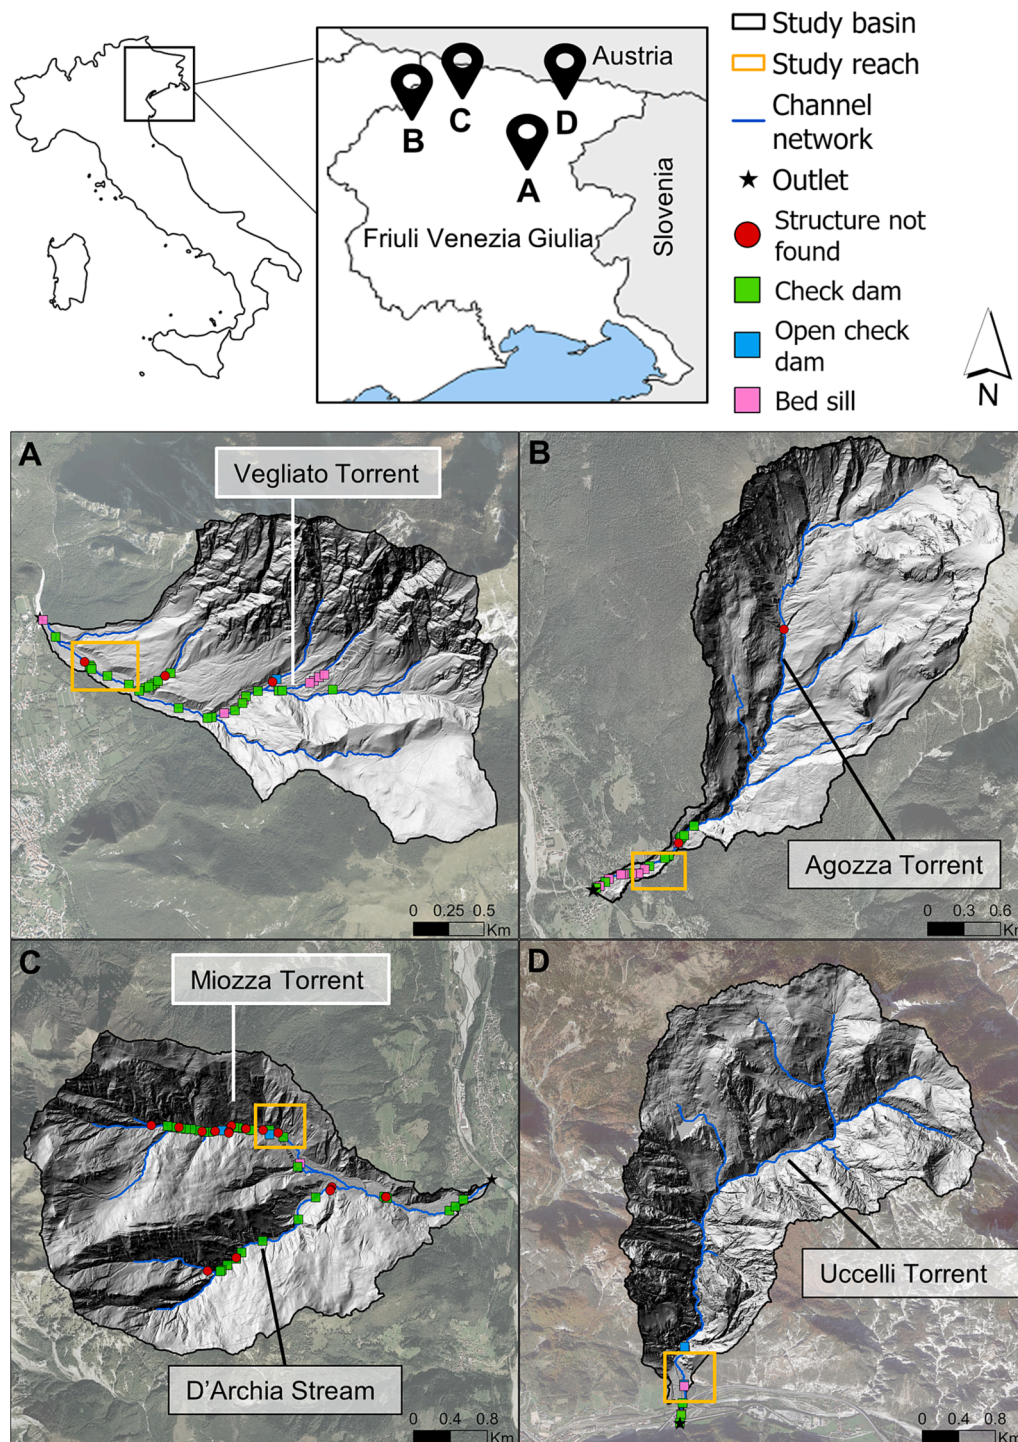 Austria
B
C
D
A
Friuli Venezia Giulia
Slovenia
Study basin
Study reach
Channel
network
Outlet
Structure not
found
Check dam
Open check
dam
Bed sill
N
A
Vegliato Torrent
0 0.25 0.5
Km
B
Agozza Torrent
0 0.3 0.6
Km
C
Miozza Torrent
D'Archia Stream
0 0.4 0.8
Km
D
Uccelli Torrent
0 0.4 0.8
Km